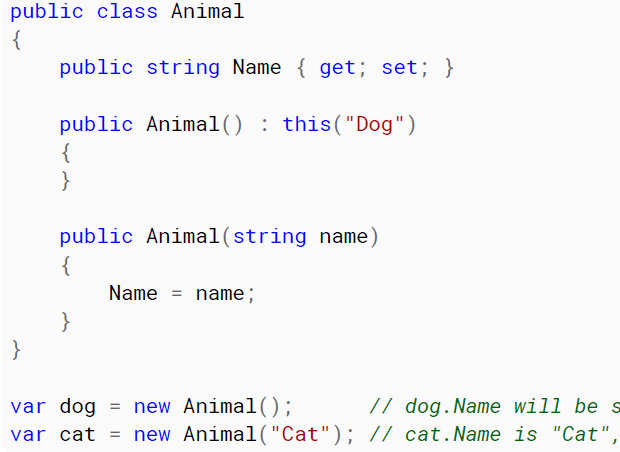 public class Animal
{
    public string Name { get; set; }

    public Animal() : this("Dog")
    {
    }

    public Animal(string name)
    {
        Name = name;
    }
}

var dog = new Animal();      // dog.Name will be
var cat = new Animal("Cat"); // cat.Name is "Cat",